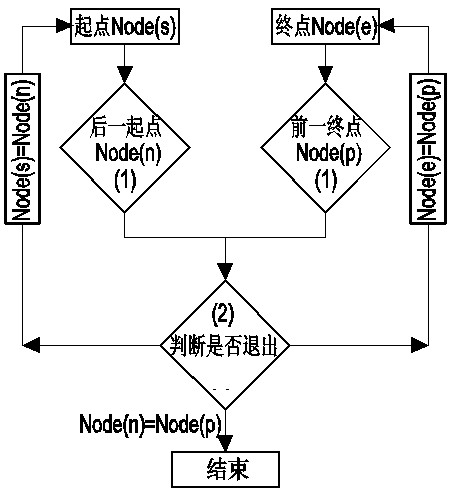 起点Node(s)
终点Node(e)
Node(s)=Node(n)
后一起点
Node(n)
(1)
前一终点
Node(p)
(1)
Node(e)=Node(p)
(2)
判断是否退出
Node(n)=Node(p)
结束